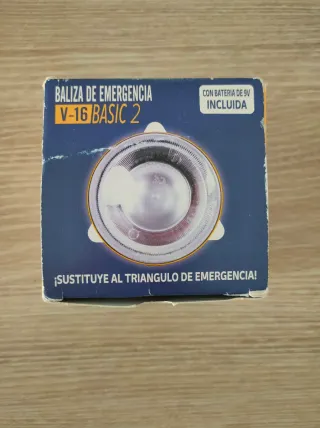 BALIZA DE EMERGENCIA
V-16 BASIC 2
CON BATERIA DE 9V
INCLUIDA
¡SUSTITUYE AL TRIANGULO DE EMERGENCIA!